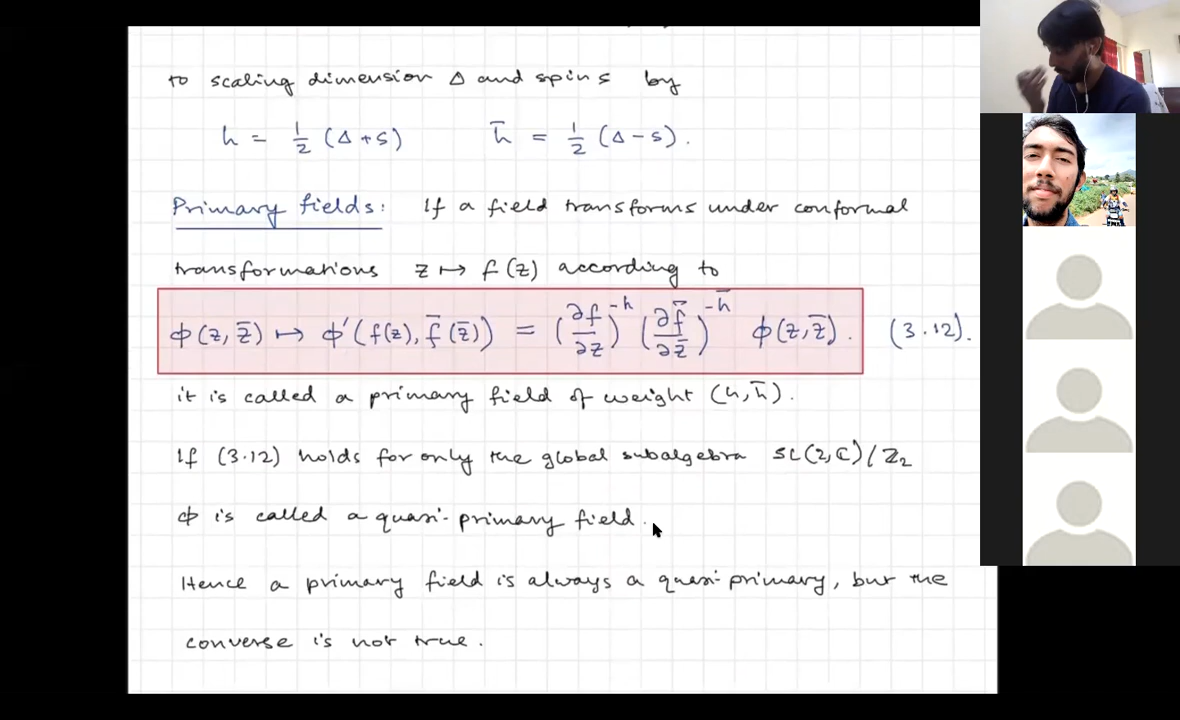 to scaling dimension Δ and spin s by
h = 1/2 (Δ + s)    h̄ = 1/2 (Δ - s).
Primary fields: If a field transforms under conformal
transformations z ↦ f(z) according to
ϕ(z, z̄) ↦ ϕ'(f(z), f̄(z̄)) = (∂f/∂z)^{-h} (∂f̄/∂z̄)^{-h̄} ϕ(z, z̄). (3.12).
it is called a primary field of weight (h, h̄).
If (3.12) holds for only the global subalgebra SL(2,C)/Z₂
ϕ is called a quasi-primary field.
Hence a primary field is always a quasi-primary, but the
converse is not true.